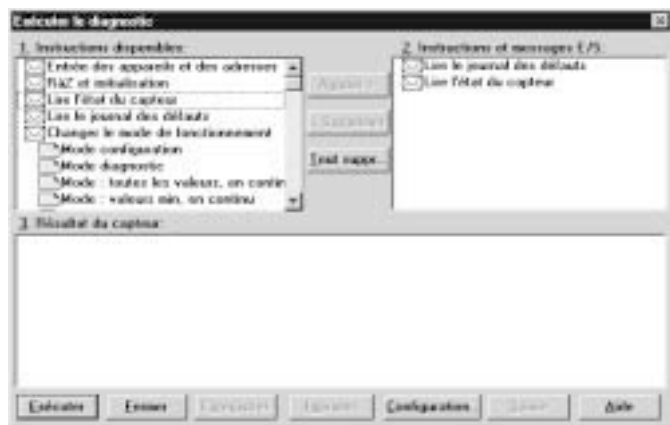 Exécuter le diagnostic
1. Instructions disponibles:
Entrée des appareils et des adresses
RàZ et initialisation
Lire l'état du capteur
Lire le journal des défauts
Changer le mode de fonctionnement
Mode configuration
Mode diagnostic
Mode : toutes les valeurs, en contin
Mode : valeurs min, en continu
Ajouter >
< Supprimer
Tout suppr...
2. Instructions et messages E/S:
Lire le journal des défauts
Lire l'état du capteur
3. Résultat du capteur:
Exécuter
Fermer
Enregistrer
Imprimer
Configuration
Aide